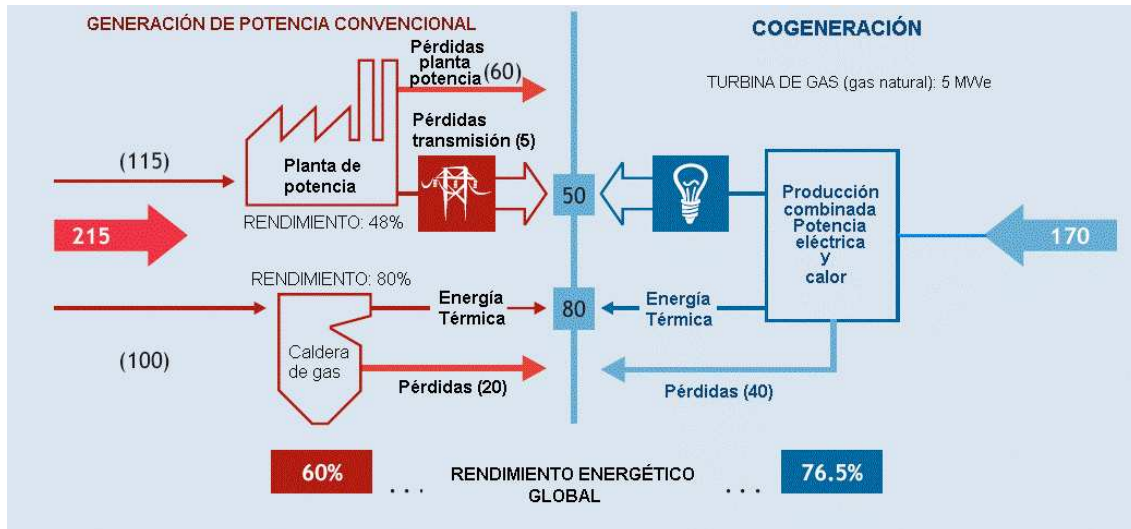 GENERACIÓN DE POTENCIA CONVENCIONAL
Pérdidas
planta
potencia (60)
Pérdidas
transmisión (5)
(115)
Planta de
potencia
RENDIMIENTO: 48%
215
RENDIMIENTO: 80%
Energía
Térmica
(100)
Caldera
de gas
Pérdidas (20)
50
80
COGENERACIÓN
TURBINA DE GAS (gas natural): 5 MWe
Producción
combinada
Potencia
eléctrica
y
calor
170
Energía
Térmica
Pérdidas (40)
60%
... RENDIMIENTO ENERGÉTICO ...
GLOBAL
76.5%